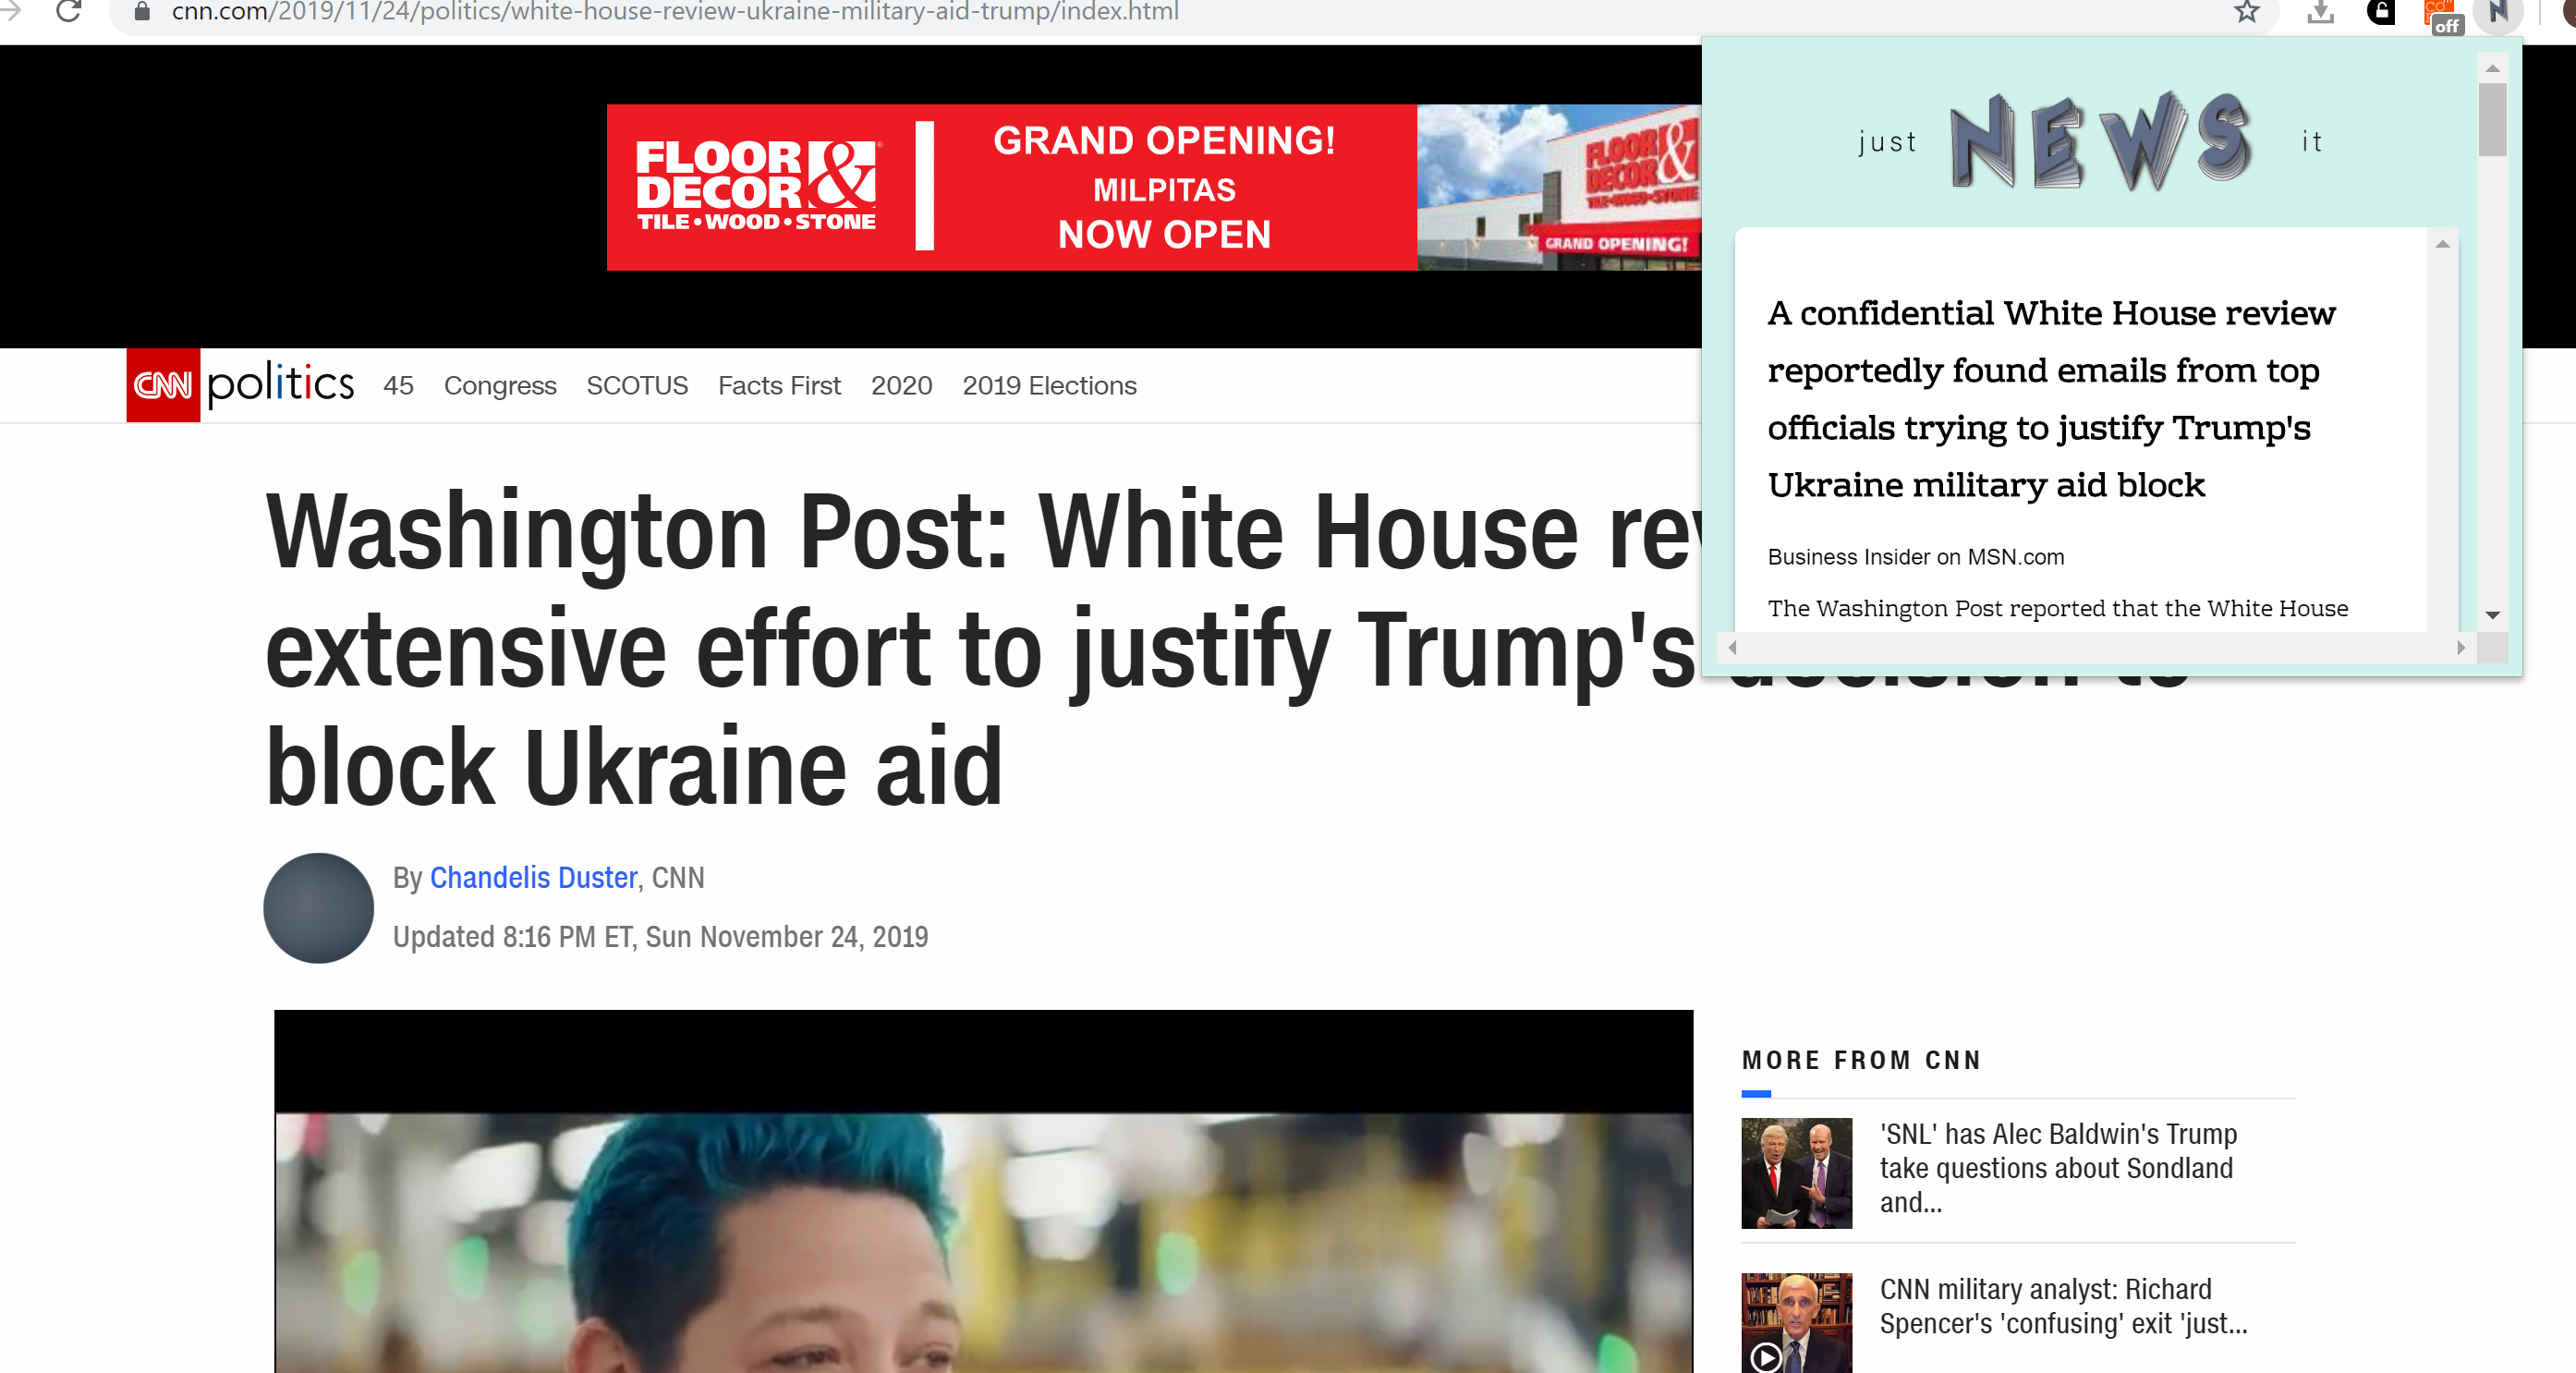 cnn.com/2019/11/24/politics/white-house-review-ukraine-military-aid-trump/index.html
off
N
FLOOR &
DECOR
TILE•WOOD•STONE
GRAND OPENING!
MILPITAS
NOW OPEN
FLOOR &
DECOR
TILE•WOOD•STONE
GRAND OPENING!
just NEWS it
A confidential White House review
reportedly found emails from top
officials trying to justify Trump's
Ukraine military aid block
Business Insider on MSN.com
The Washington Post reported that the White House
CNN politics 45 Congress SCOTUS Facts First 2020 2019 Elections
Washington Post: White House
extensive effort to justify Trump's decision to
block Ukraine aid
By Chandelis Duster, CNN
Updated 8:16 PM ET, Sun November 24, 2019
MORE FROM CNN
'SNL' has Alec Baldwin's Trump
take questions about Sondland
and...
CNN military analyst: Richard
Spencer's 'confusing' exit 'just...